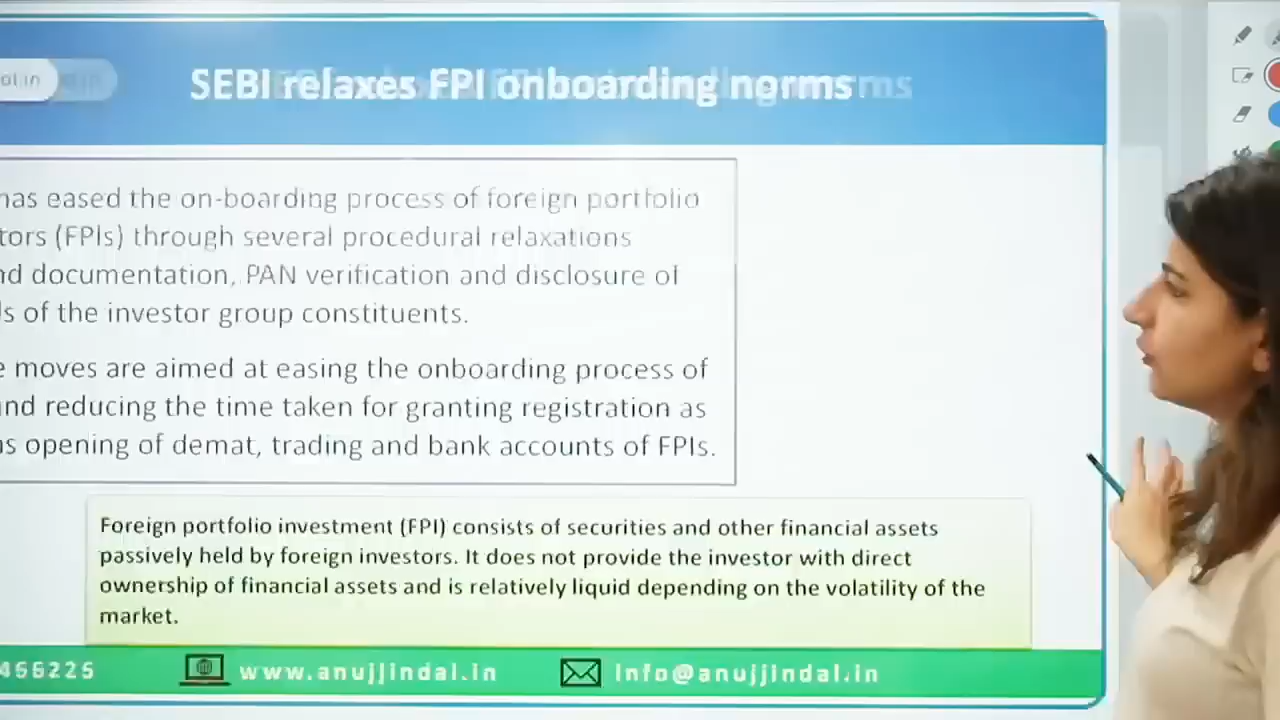 SEBI relaxes FPI onboarding norms
has eased the on-boarding process of foreign portfolio
tors (FPIs) through several procedural relaxations
nd documentation, PAN verification and disclosure of
ls of the investor group constituents.
e moves are aimed at easing the onboarding process of
nd reducing the time taken for granting registration as
s opening of demat, trading and bank accounts of FPIs.
Foreign portfolio investment (FPI) consists of securities and other financial assets
passively held by foreign investors. It does not provide the investor with direct
ownership of financial assets and is relatively liquid depending on the volatility of the
market.
www.anujjindal.in
info@anujjindal.in